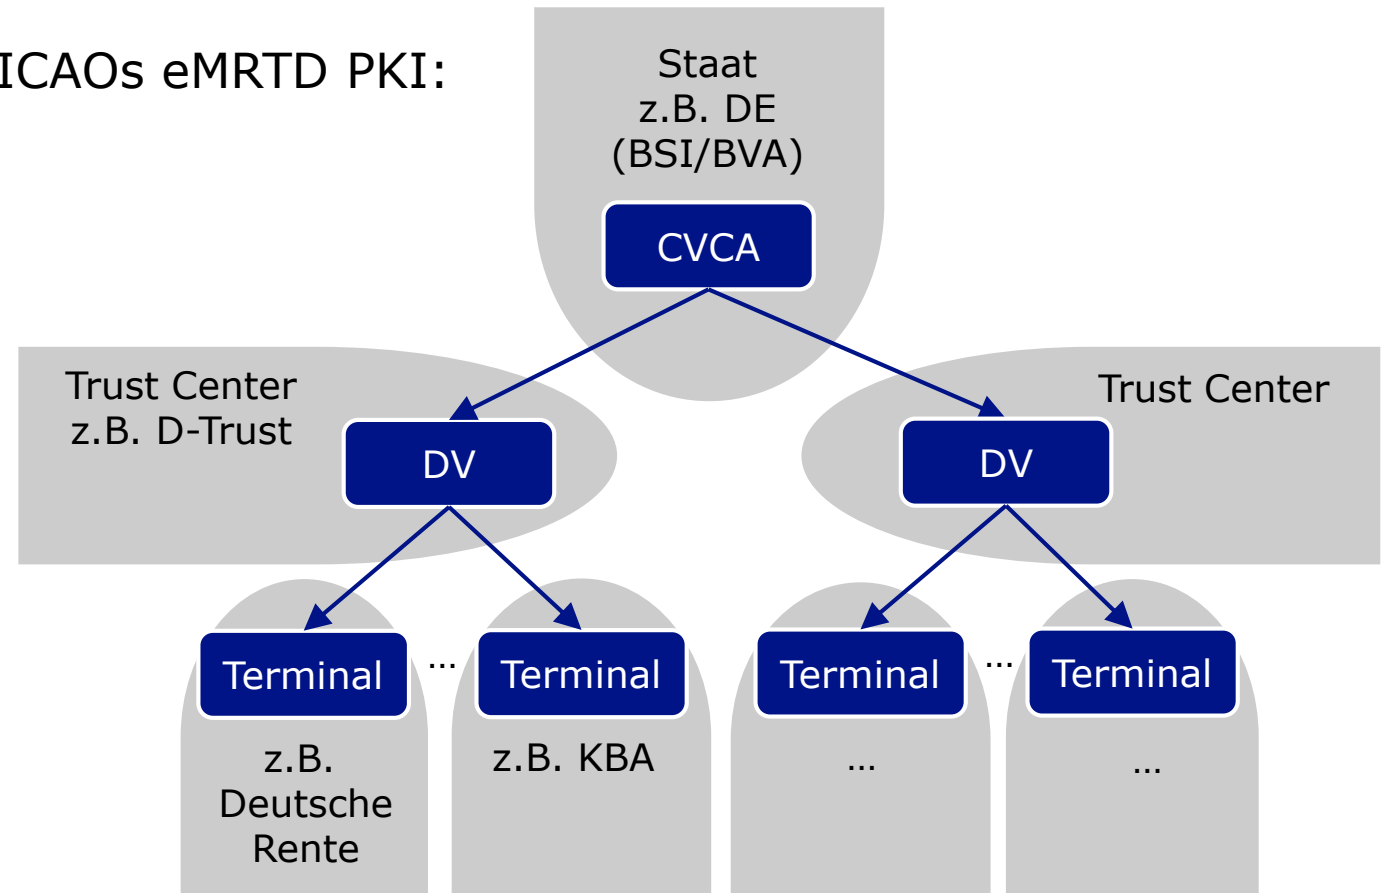 ICAOs eMRTD PKI:
Staat
z.B. DE
(BSI/BVA)
CVCA
Trust Center
z.B. D-Trust
DV
Trust Center
DV
Terminal
...
Terminal
Terminal
...
Terminal
z.B.
Deutsche
Rente
z.B. KBA
...
...